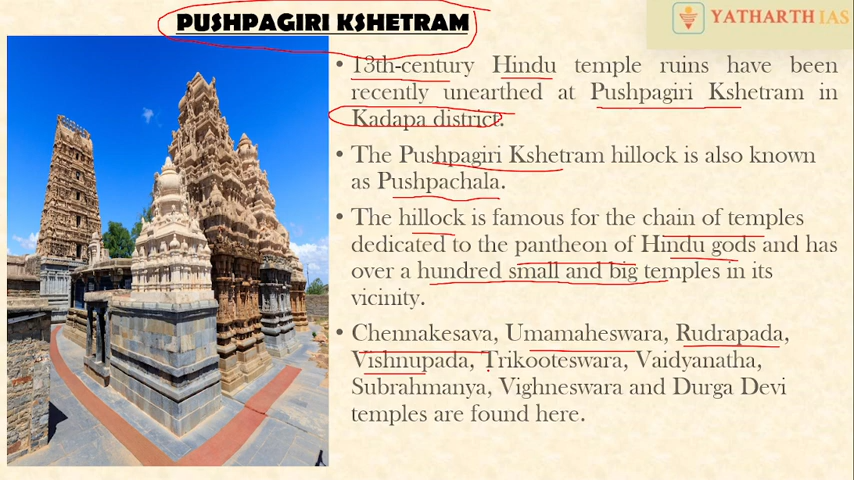 PUSHPAGIRI KSHETRAM
YATHARTH IAS
• 13th-century Hindu temple ruins have been
recently unearthed at Pushpagiri Kshetram in
Kadapa district.
• The Pushpagiri Kshetram hillock is also known
as Pushpachala.
• The hillock is famous for the chain of temples
dedicated to the pantheon of Hindu gods and has
over a hundred small and big temples in its
vicinity.
• Chennakesava, Umamaheswara, Rudrapada,
Vishnupada, Trikooteswara, Vaidyanatha,
Subrahmanya, Vighneswara and Durga Devi
temples are found here.